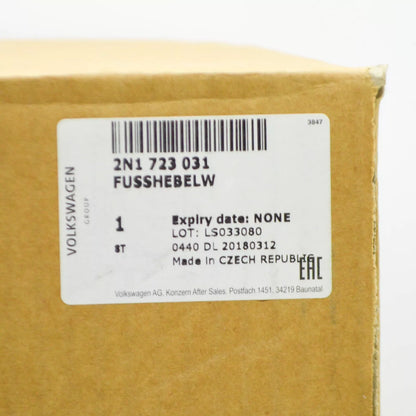 3847
2N1 723 031
FUSSHEBELW
VOLKSWAGEN
GROUP
1
ST
Expiry date: NONE
LOT: LS033080
0440 DL 20180312
Made in CZECH REPUBLIC
EAC
Volkswagen AG, Konzern After Sales, Postfach 1451, 34219 Baunatal